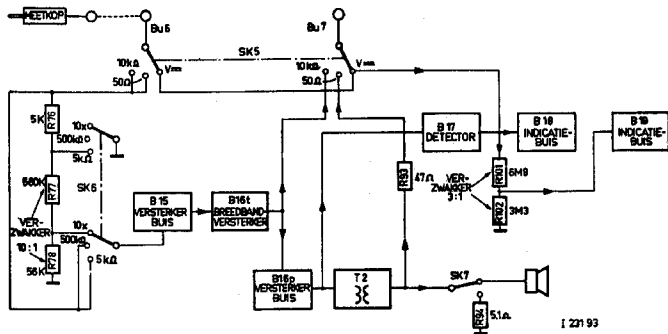 MEETKOP
Bu6
Bu7
SK5
V=
V=
10kΩ
50Ω
10kΩ
50Ω
5K
R76
10x
500kΩ
5kΩ
SK6
560K
R77
VER-
ZWAKKER
10:1
R78
56K
10x
500kΩ
5kΩ
B15
VERSTERKER
BUIS
B16t
BREEDBAND-
VERSTERKER
B16p
VERSTERKER
BUIS
T2
R93
47Ω
B17
DETECTOR
B18
INDICATIE-
BUIS
B19
INDICATIE-
BUIS
VER-
ZWAKKER
3:1
R101
6M8
R102
3M3
SK7
R94
5.1Ω
I 231 93